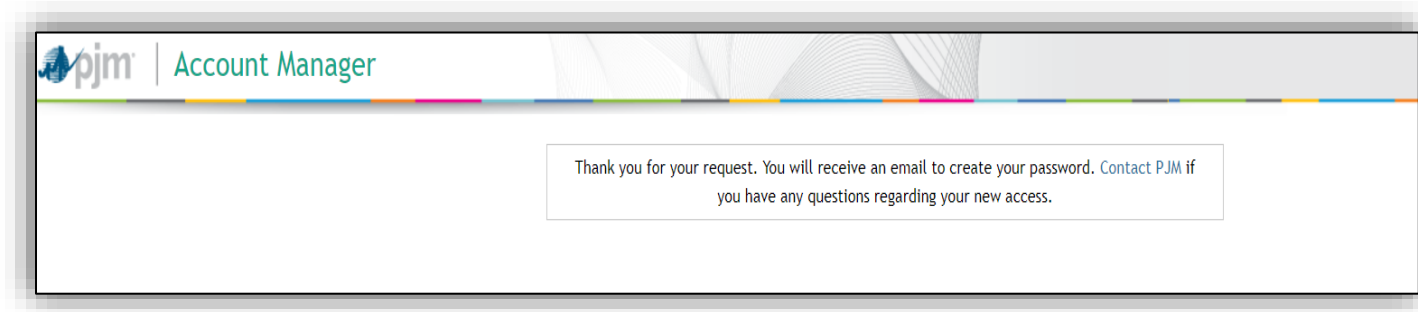 pjm Account Manager
Thank you for your request. You will receive an email to create your password. Contact PJM if
you have any questions regarding your new access.